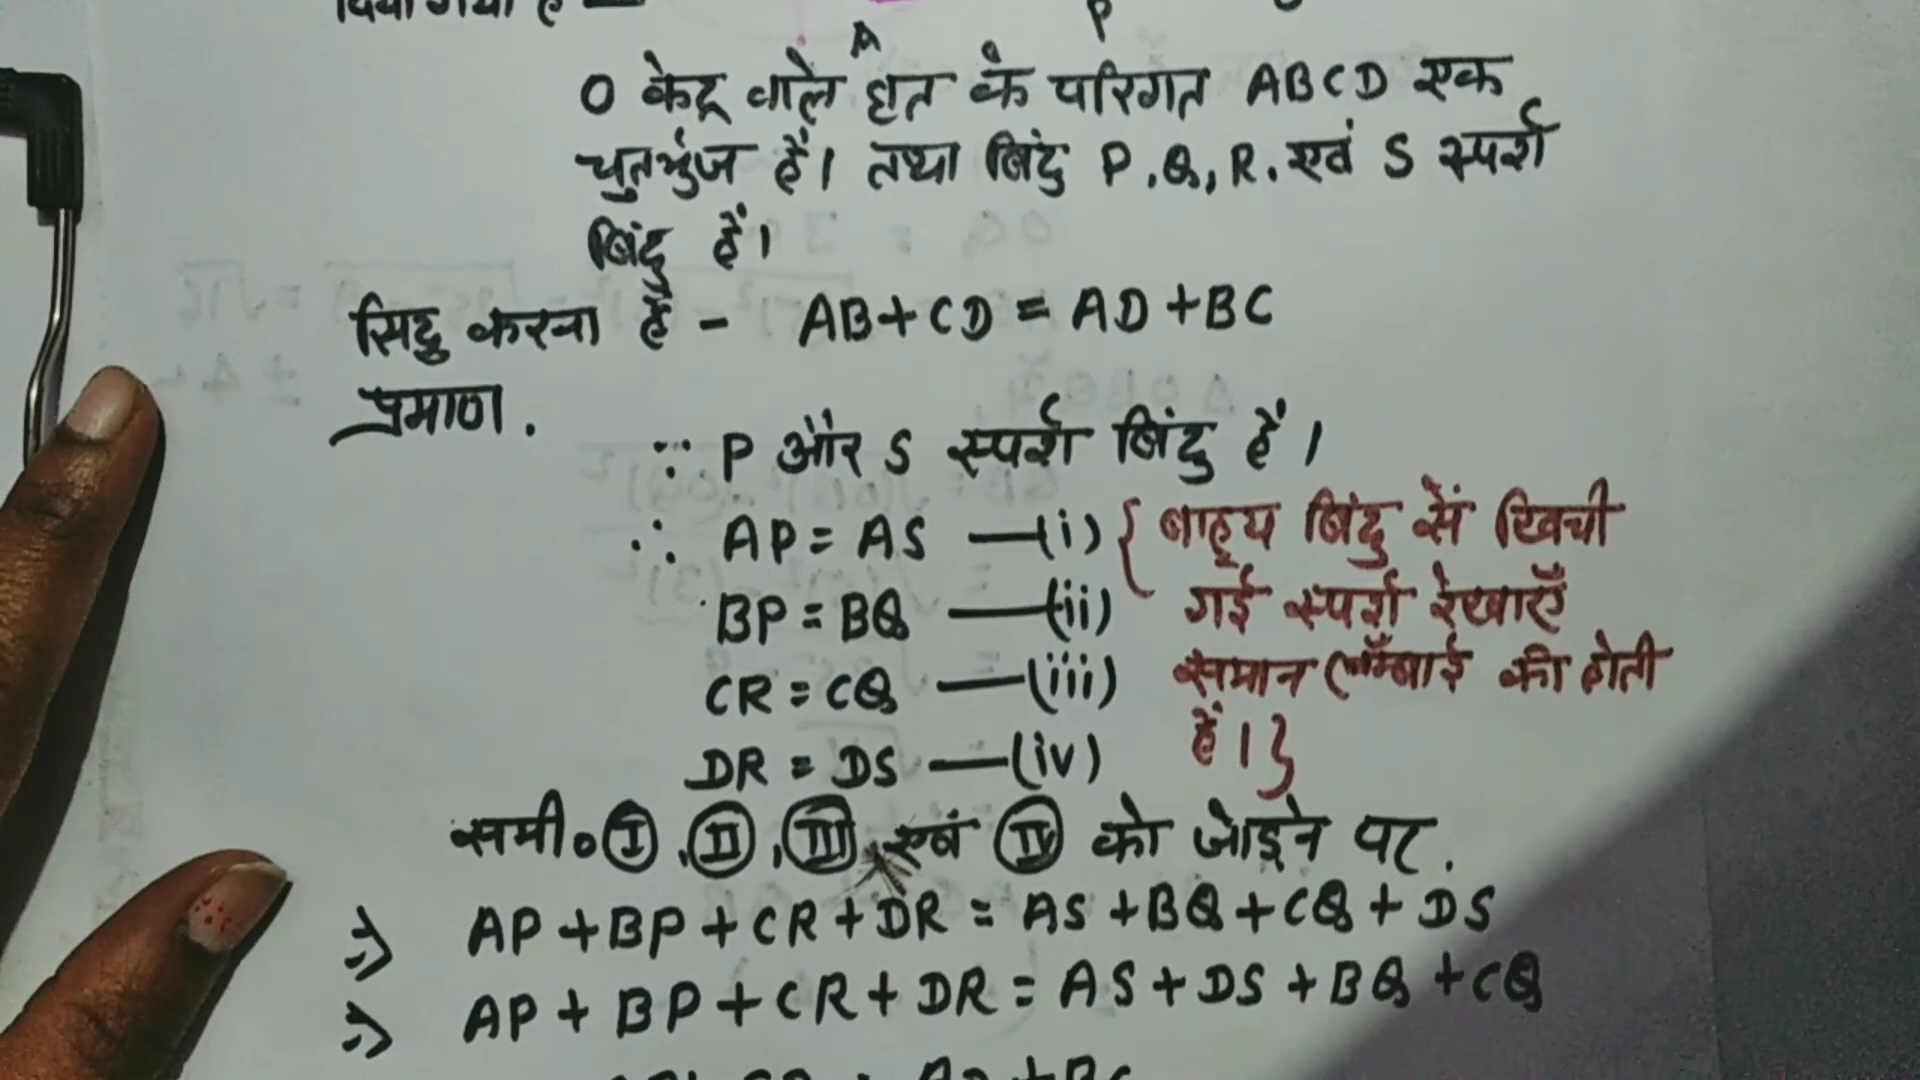 दिया गया है —
A P
O केंद्र वाले वृत के परिगत ABCD एक
चुतर्भुज हैं। तथा बिंदु P, Q, R, एवं S स्पर्श
बिंदु हैं।
सिद्ध करना है - AB+CD = AD+BC
प्रमाण.
∵ P और S स्पर्श बिंदु हैं।
∴ AP = AS —(i) {बाह्य बिंदु सें खिची
BP = BQ —(ii) गई स्पर्श रेखाएँ
CR = CQ —(iii) समान लॅम्बाई की होती
DR = DS —(iv) हैं।}
समी० (I), (II), (III) एवं (IV) को जोड़ने पर.
⇒ AP+BP+CR+DR = AS+BQ+CQ+DS
⇒ AP+BP+CR+DR = AS+DS+BQ+CQ